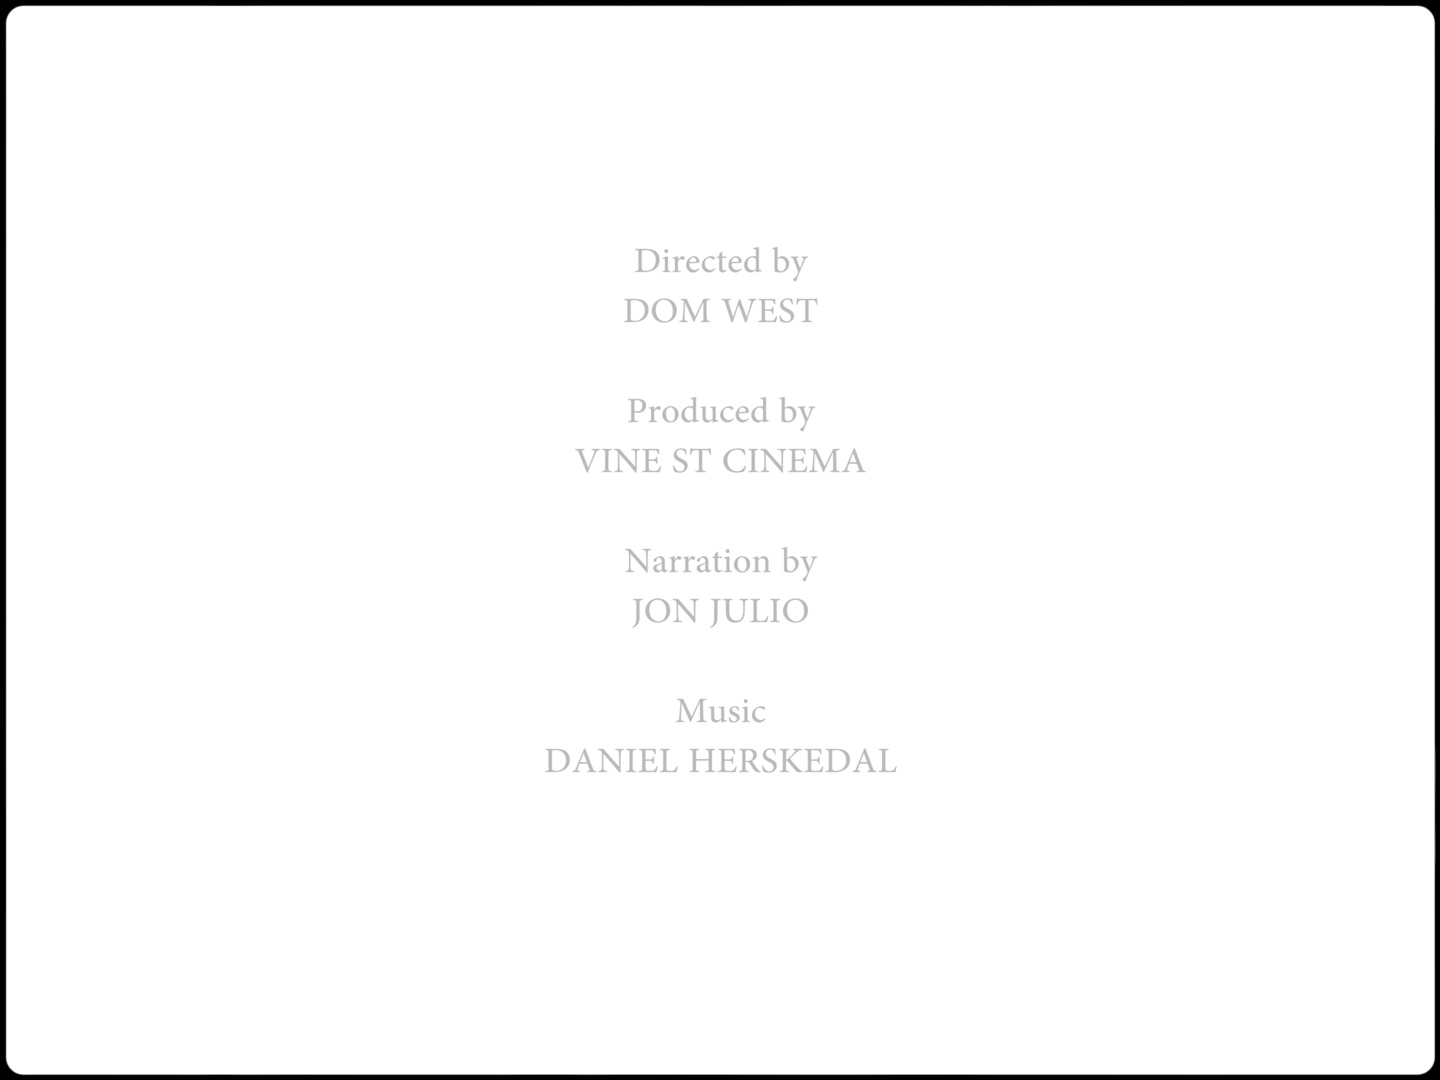 Directed by
DOM WEST
Produced by
VINE ST CINEMA
Narration by
JON JULIO
Music
DANIEL HERSKEDAL